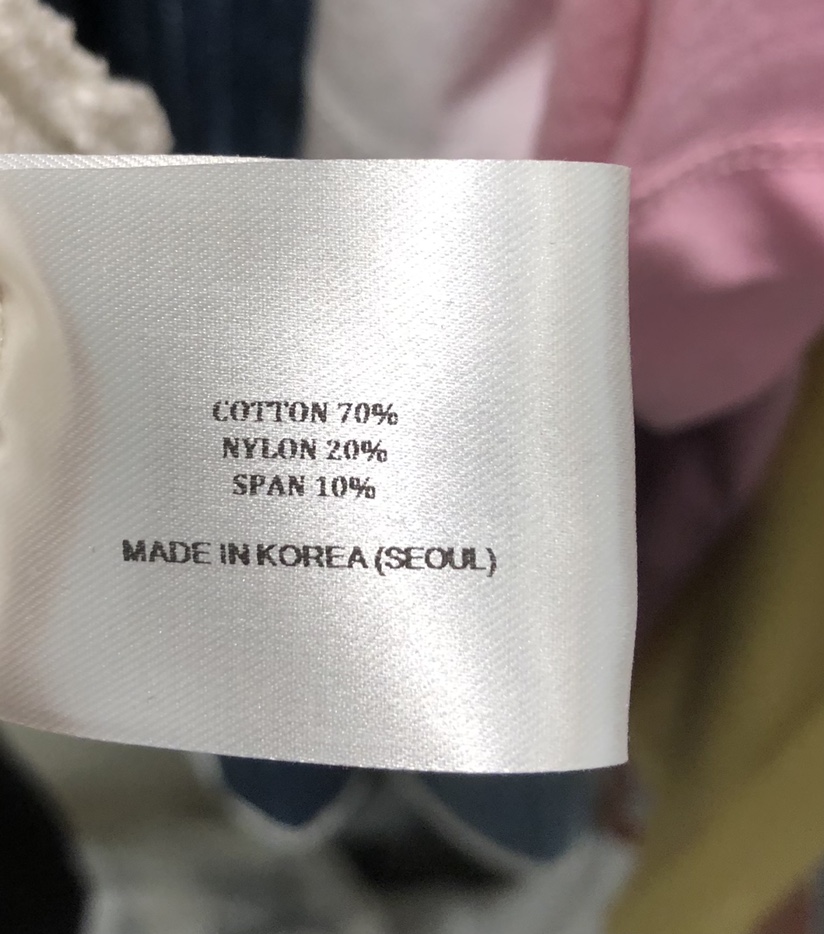 COTTON 70%
NYLON 20%
SPAN 10%
MADE IN KOREA (SEOUL)